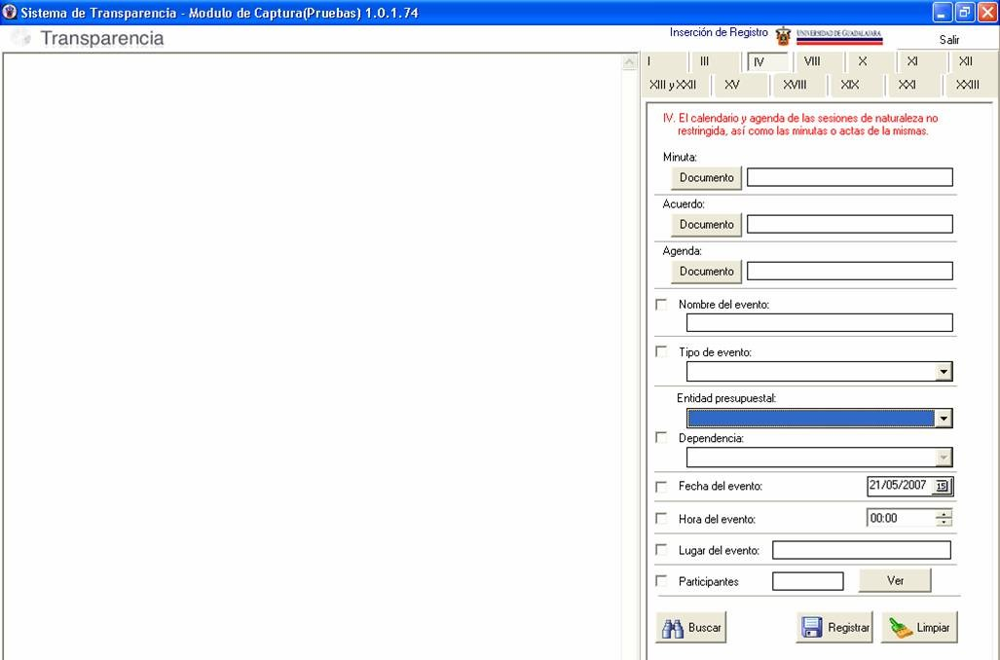 Sistema de Transparencia - Modulo de Captura(Pruebas) 1.0.1.74
Transparencia
Inserción de Registro
UNIVERSIDAD DE GUADALAJARA
Salir
I III IV VIII X XI XII
XIII y XXII XV XVIII XIX XXI XXIII
IV. El calendario y agenda de las sesiones de naturaleza no
restringida, así como las minutas o actas de la mismas.
Minuta:
Documento
Acuerdo:
Documento
Agenda:
Documento
Nombre del evento:
Tipo de evento:
Entidad presupuestal:
Dependencia:
Fecha del evento: 21/05/2007 15
Hora del evento: 00:00
Lugar del evento:
Participantes Ver
Buscar Registrar Limpiar